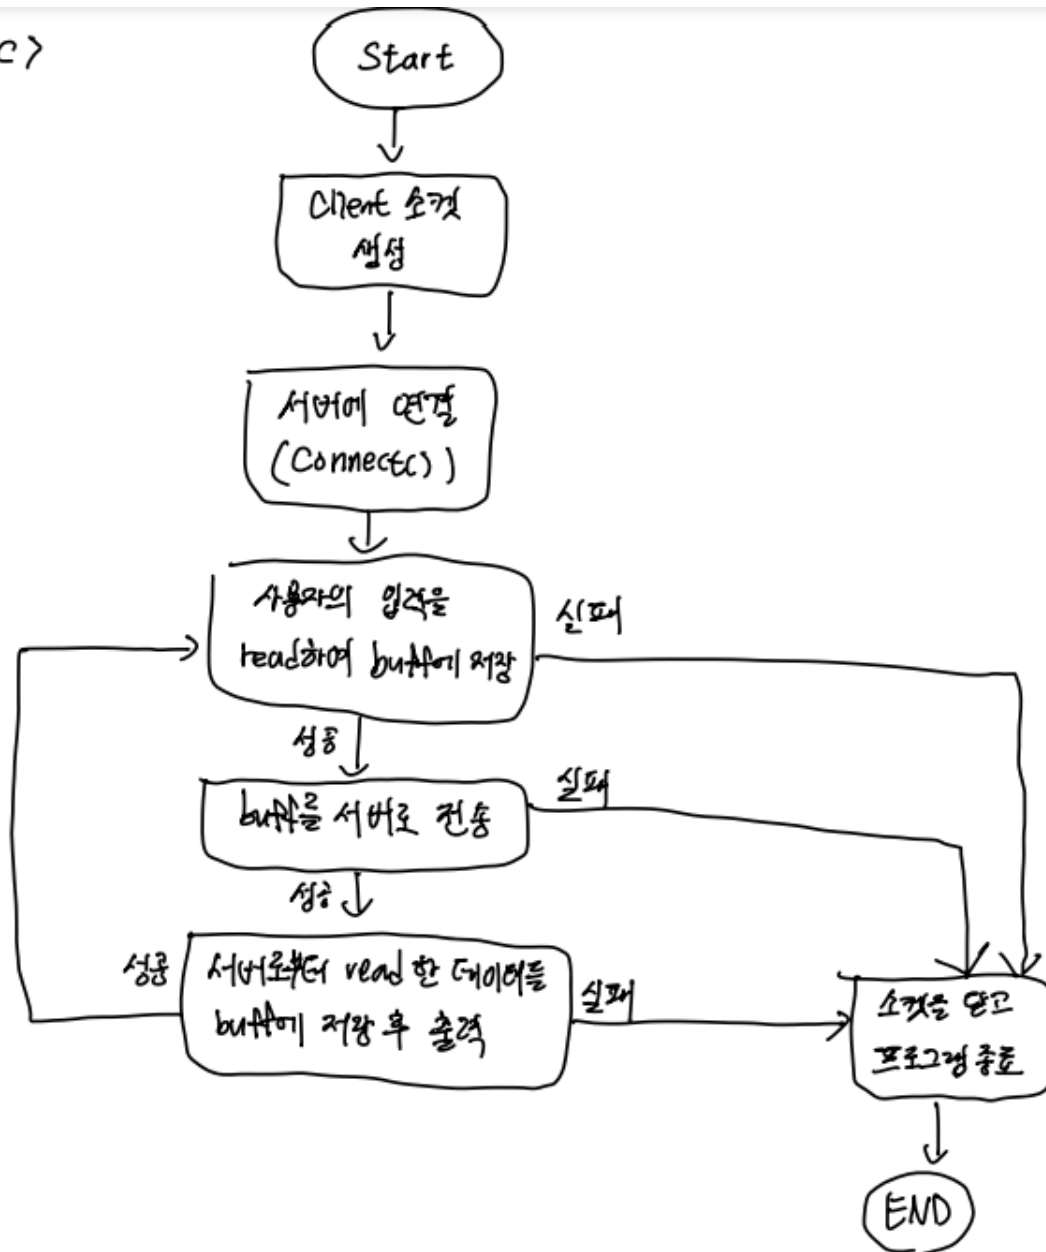 c>
Start
Client 소켓
생성
서버에 연결
(Connect())
사용자의 입력을
read하여 buff에 저장
실패
성공
buff를 서버로 전송
실패
성공
성공
서버로부터 read 한 데이터를
buff에 저장 후 출력
실패
소켓을 닫고
프로그램 종료
END